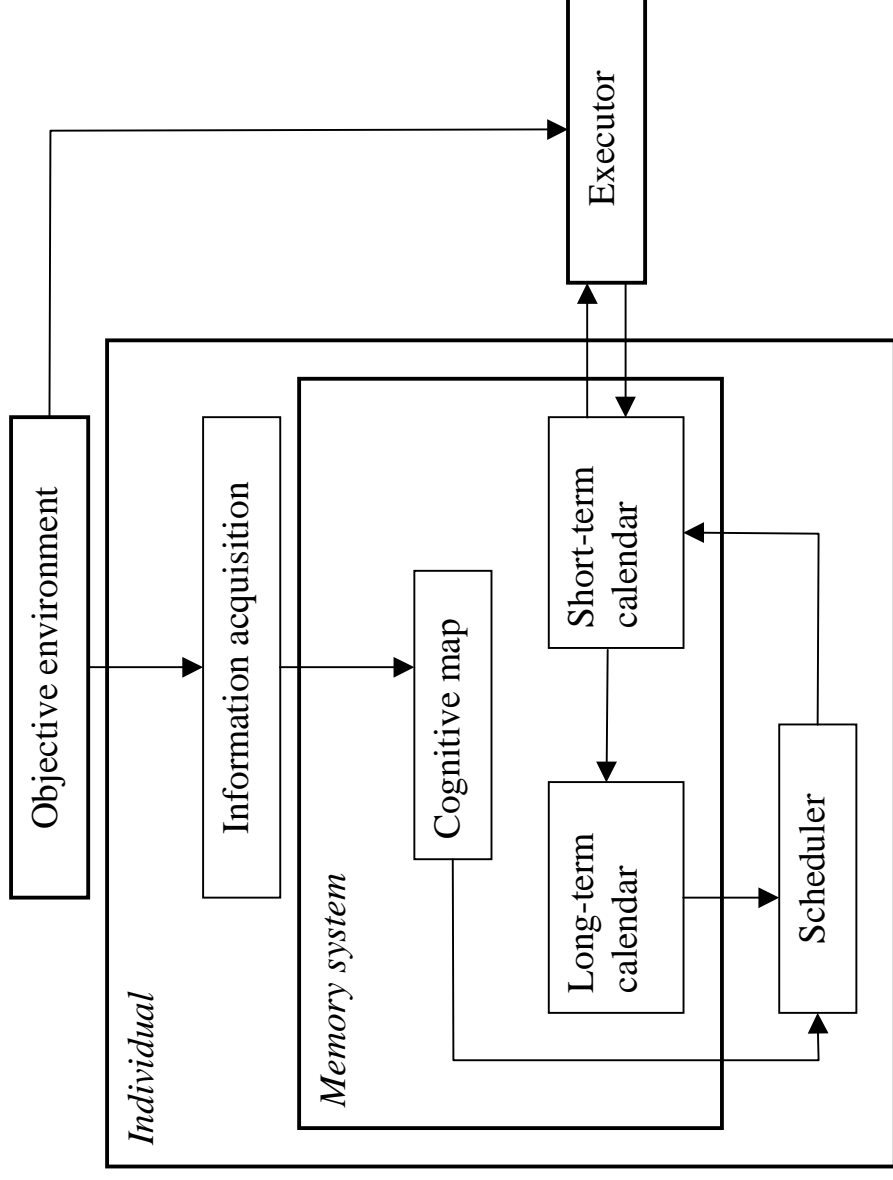 Objective environment
Individual
Information acquisition
Memory system
Cognitive map
Long-term
calendar
Short-term
calendar
Scheduler
Executor